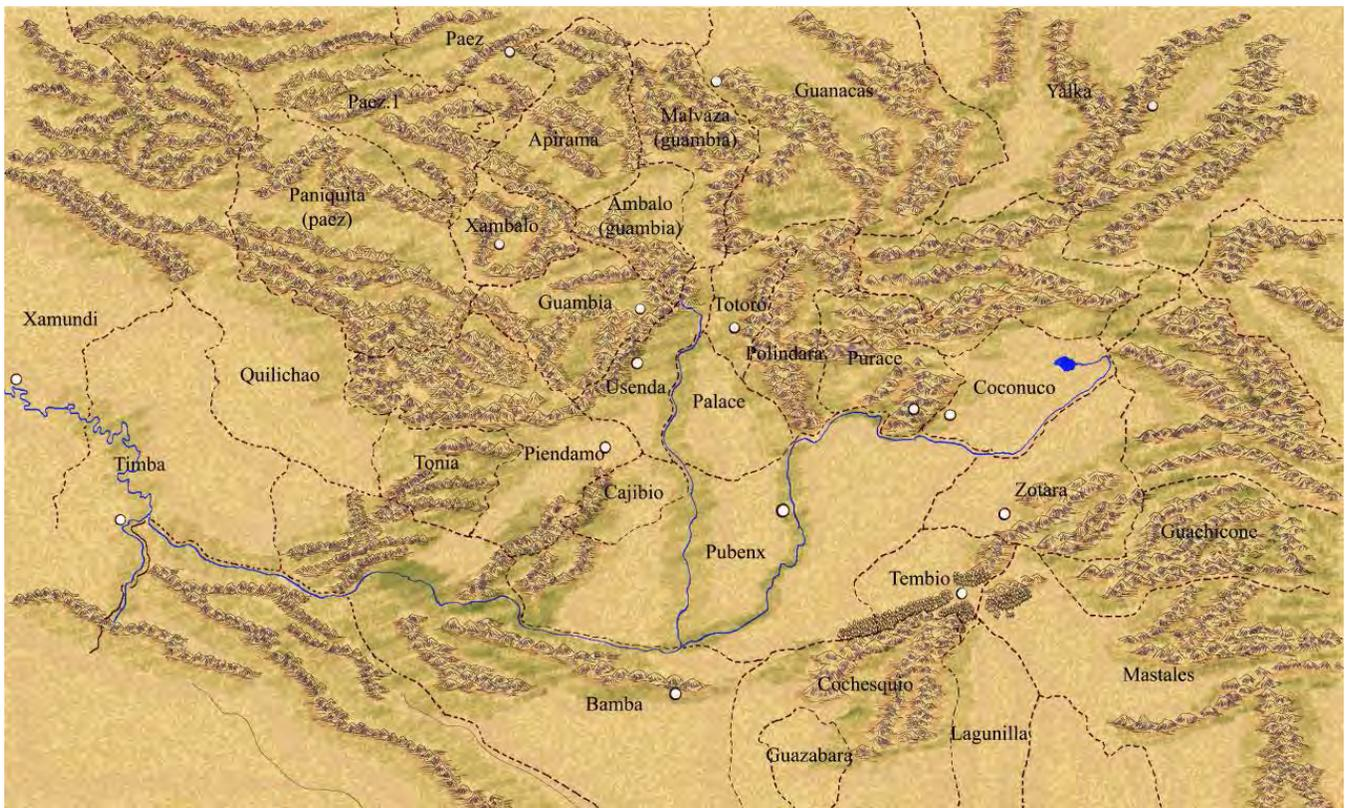 Paez
Paez.1
Guanacas
Yalka
Malvaza
(guambia)
Apirama
Paniquita
(paez)
Ambalo
(guambia)
Xambalo
Guambia
Totoro
Xamundi
Quilichao
Usenda
Polindara
Purace
Coconuco
Palace
Timba
Tonia
Piendamo
Cajibio
Zotara
Guachicone
Pubenx
Tembio
Mastales
Cochesquio
Bamba
Lagunilla
Guazabara